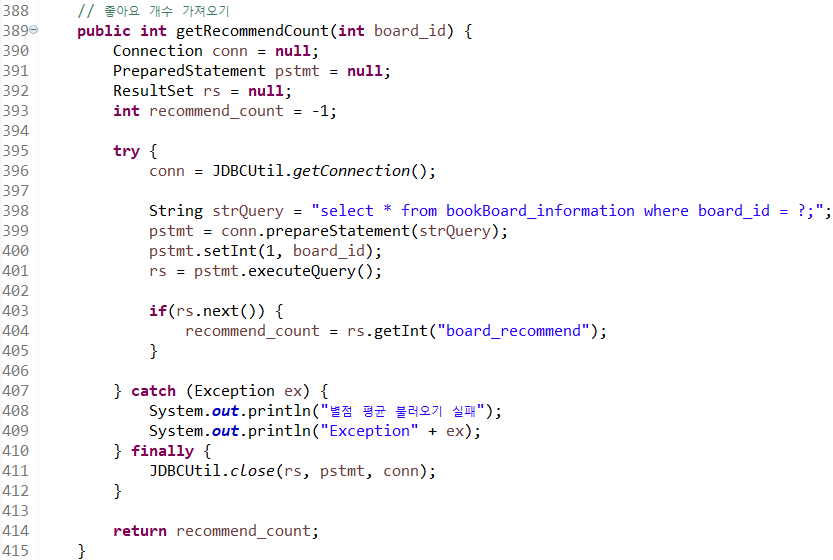 388 // 좋아요 개수 가져오기
389 public int getRecommendCount(int board_id) {
390 Connection conn = null;
391 PreparedStatement pstmt = null;
392 ResultSet rs = null;
393 int recommend_count = -1;
394
395 try {
396 conn = JDBCUtil.getConnection();
397
398 String strQuery = "select * from bookBoard_information where board_id = ?;";
399 pstmt = conn.prepareStatement(strQuery);
400 pstmt.setInt(1, board_id);
401 rs = pstmt.executeQuery();
402
403 if(rs.next()) {
404 recommend_count = rs.getInt("board_recommend");
405 }
406
407 } catch (Exception ex) {
408 System.out.println("별점 평균 불러오기 실패");
409 System.out.println("Exception" + ex);
410 } finally {
411 JDBCUtil.close(rs, pstmt, conn);
412 }
413
414 return recommend_count;
415 }